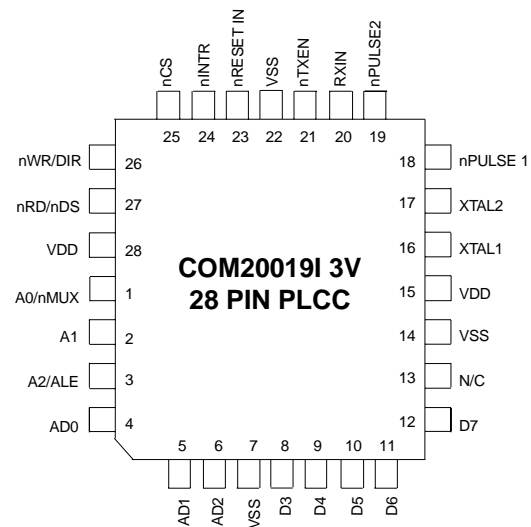 nCS
nINTR
nRESET IN
VSS
nTXEN
RXIN
nPULSE2
25 24 23 22 21 20 19
nWR/DIR 26
nRD/nDS 27
VDD 28
A0/nMUX 1
A1 2
A2/ALE 3
AD0 4
COM20019I 3V
28 PIN PLCC
18 nPULSE 1
17 XTAL2
16 XTAL1
15 VDD
14 VSS
13 N/C
12 D7
5 6 7 8 9 10 11
AD1
AD2
VSS
D3
D4
D5
D6